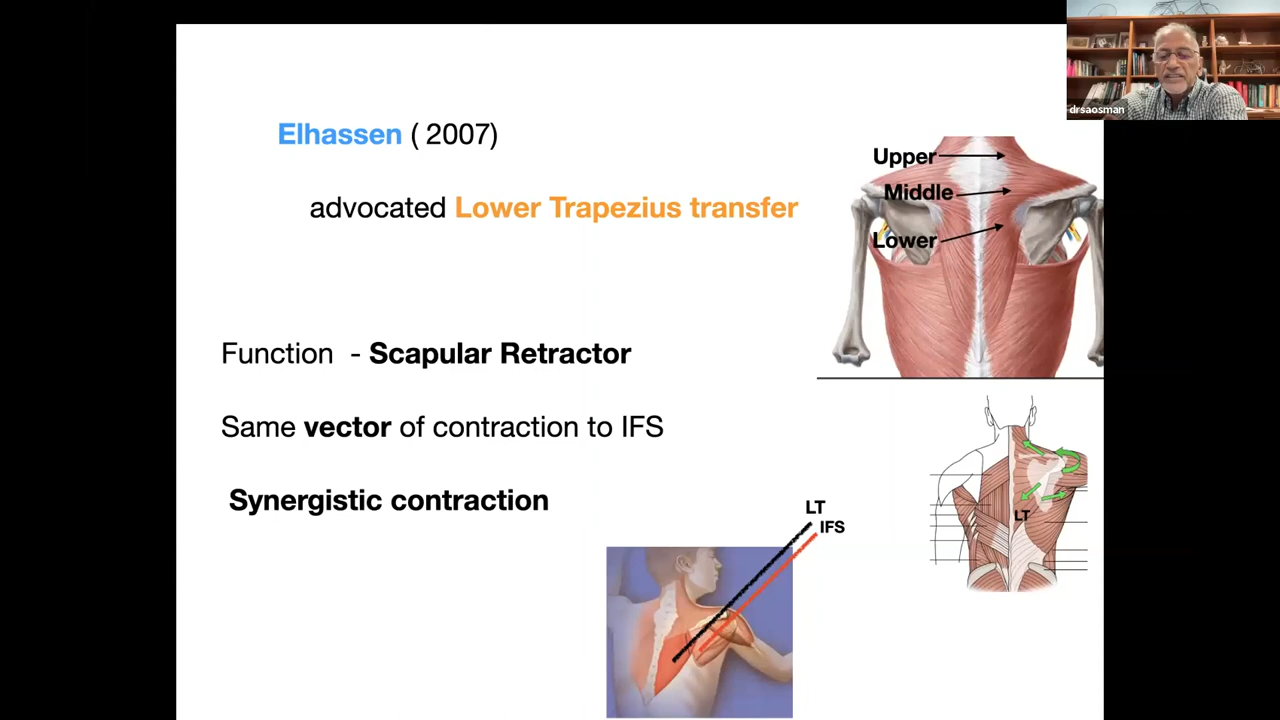 drsaosman
Elhassen ( 2007)
advocated Lower Trapezius transfer
Upper
Middle
Lower
Function - Scapular Retractor
Same vector of contraction to IFS
Synergistic contraction
LT
IFS
LT